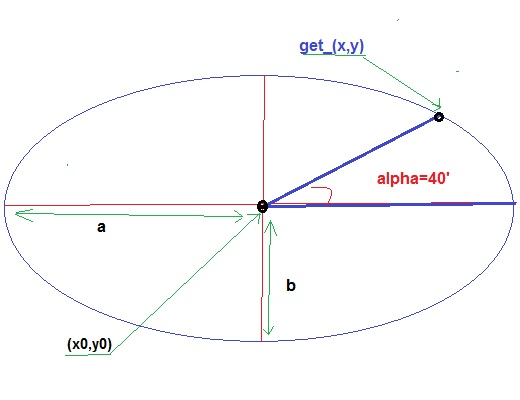 get_(x,y)
alpha=40'
a
b
(x0,y0)